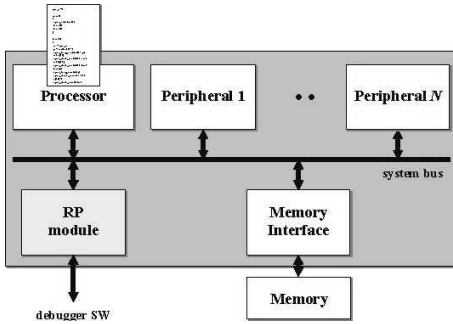 Processor
Peripheral 1
Peripheral N
system bus
RP
module
Memory
Interface
debugger SW
Memory